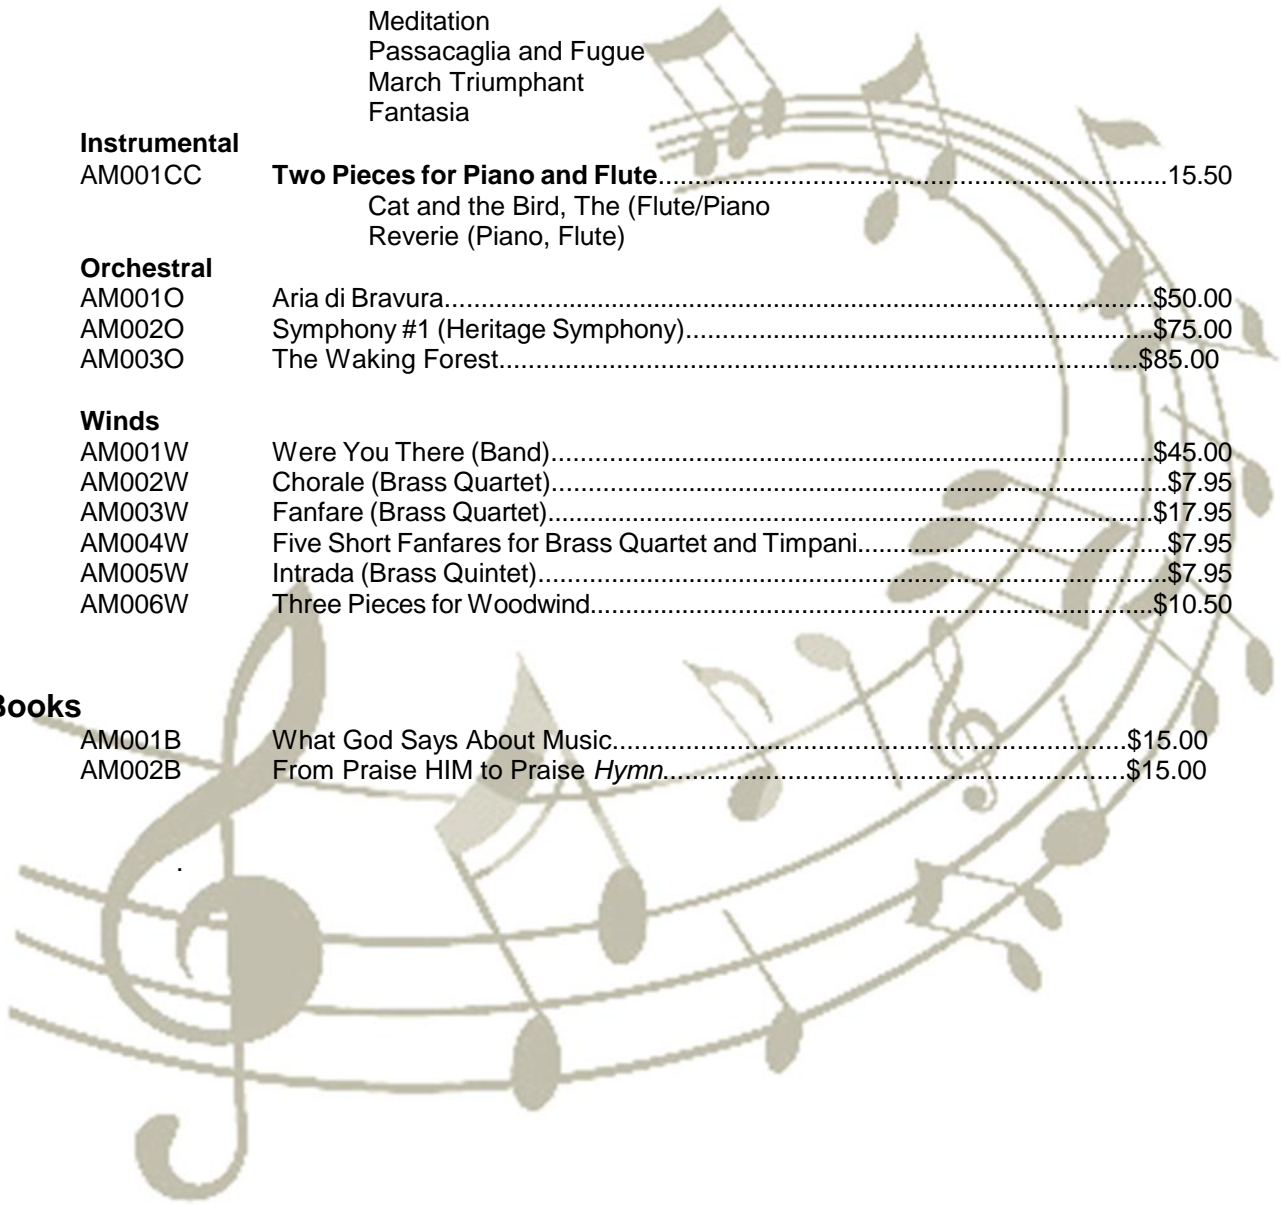 Meditation
Passacaglia and Fugue
March Triumphant
Fantasia
Instrumental
AM001CC Two Pieces for Piano and Flute......................................................................15.50
Cat and the Bird, The (Flute/Piano
Reverie (Piano, Flute)
Orchestral
AM001O Aria di Bravura.................................................................................................$50.00
AM002O Symphony #1 (Heritage Symphony)................................................................$75.00
AM003O The Waking Forest.......................................................................................$85.00
Winds
AM001W Were You There (Band)...................................................................................$45.00
AM002W Chorale (Brass Quartet).....................................................................................$7.95
AM003W Fanfare (Brass Quartet)....................................................................................$17.95
AM004W Five Short Fanfares for Brass Quartet and Timpani...........................................$7.95
AM005W Intrada (Brass Quintet).......................................................................................$7.95
AM006W Three Pieces for Woodwind..............................................................................$10.50
Books
AM001B What God Says About Music.......................................................................$15.00
AM002B From Praise HIM to Praise Hymn................................................................$15.00
.